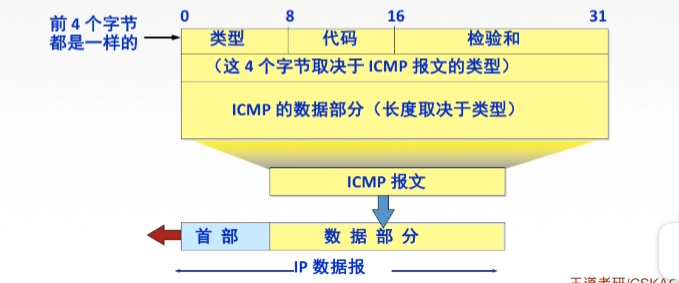 前 4 个字节
都是一样的
0 8 16 31
类型 代码 检验和
（这 4 个字节取决于 ICMP 报文的类型）
ICMP 的数据部分（长度取决于类型）
ICMP 报文
首 部 数 据 部 分
IP 数据报
王道考研/CSKAO